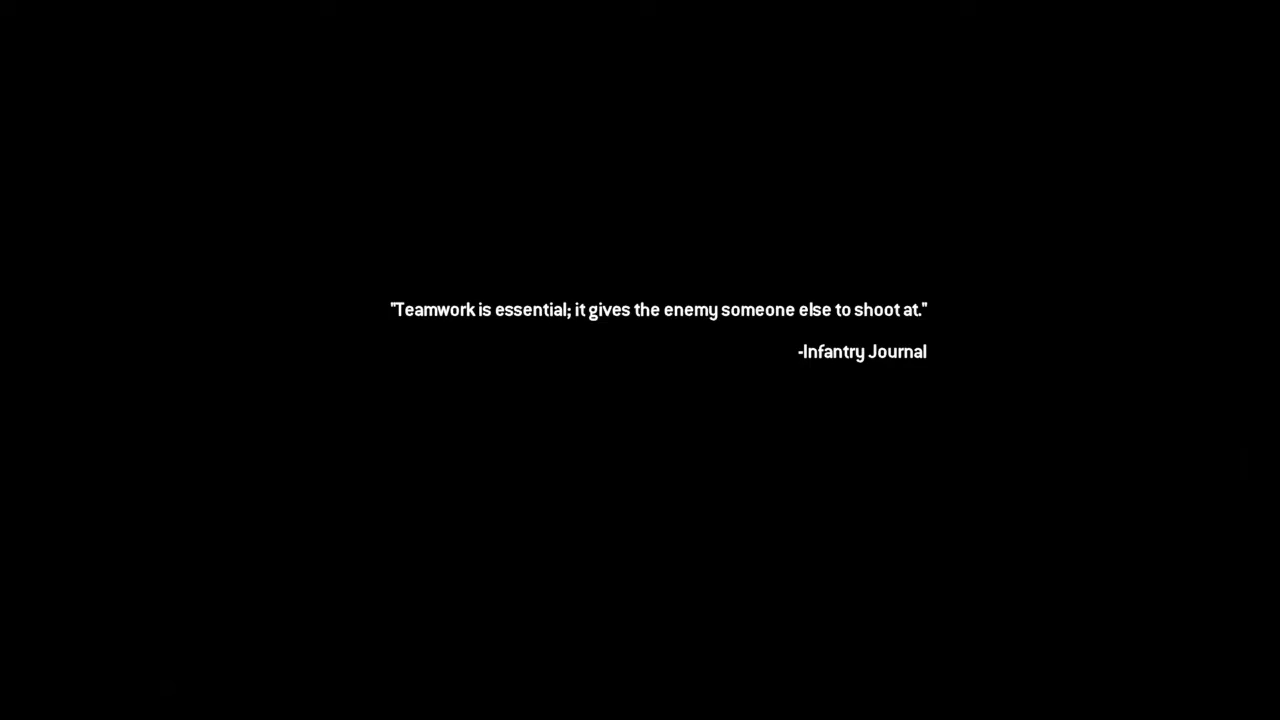 "Teamwork is essential; it gives the enemy someone else to shoot at."
-Infantry Journal